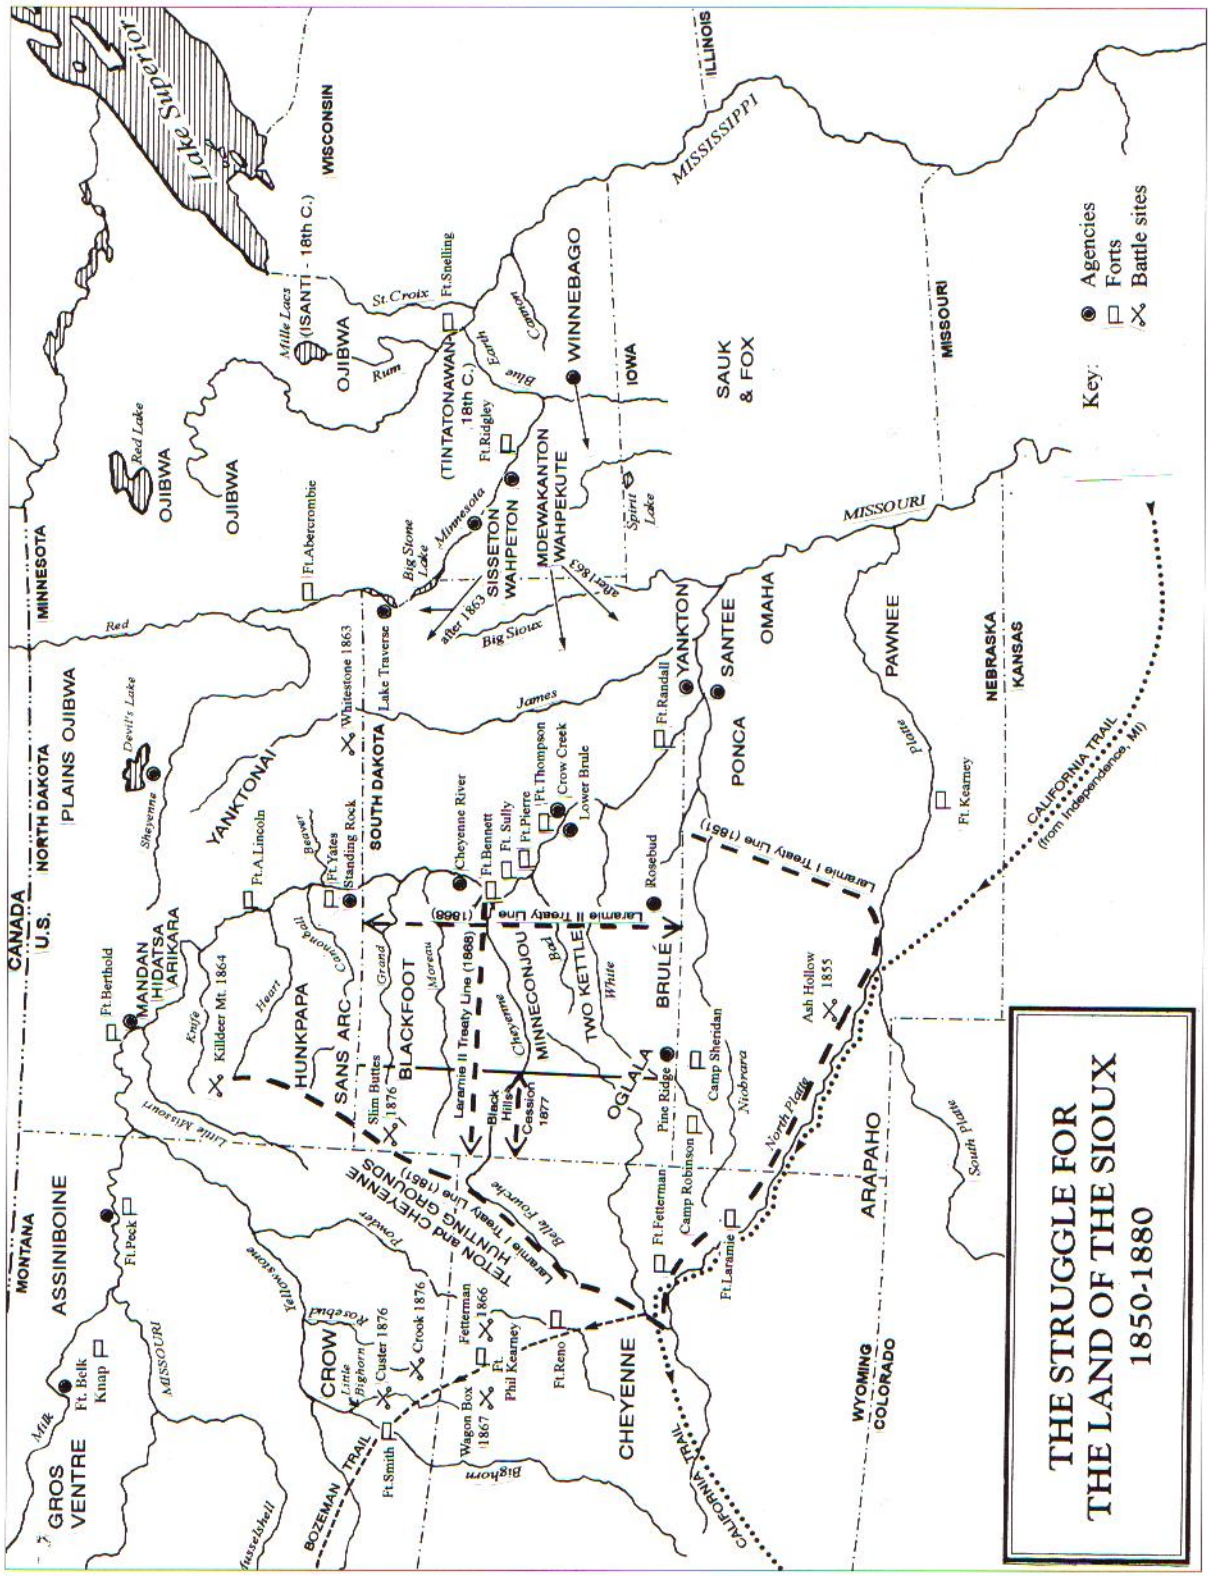 CANADA
U.S.
MONTANA
NORTH DAKOTA
MINNESOTA
Lake Superior
Milk
GROS
VENTRE
ASSINIBOINE
Ft. Belk
Knap
Ft.Peck
MISSOURI
Musselshell
Ft.Berthold
MANDAN
HIDATSA
ARIKARA
PLAINS OJIBWA
Devil's Lake
Sheyenne
Red
Red Lake
OJIBWA
OJIBWA
Mille Lacs
(ISANTI - 18th C.)
OJIBWA
WISCONSIN
Knife
Killdeer Mt. 1864
Heart
Little Missouri
Yellowstone
Ft.A.Lincoln
YANKTONAI
Beaver
Ft.Yates
Standing Rock
Cannonball
Ft.Abercrombie
Whitestone 1863
SOUTH DAKOTA
Lake Traverse
Big Stone
Lake
Rum
St.Croix
Ft.Snelling
BOZEMAN TRAIL
Ft.Smith
CROW
Rosebud
Little
Bighorn
Custer 1876
Crook 1876
Powder
TETON and CHEYENNE
HUNTING GROUNDS
Laramie I Treaty Line (1851)
HUNKPAPA
SANS ARC
Slim Buttes
1876
BLACKFOOT
Grand
Moreau
Cheyenne River
Laramie II Treaty Line (1868)
Laramie II Treaty Line
(1868)
Ft.Bennett
Ft. Sully
Ft.Pierre
Ft.Thompson
Crow Creek
Lower Brule
James
Minnesota
(TINTATONAWAN
18th C.)
Ft.Ridgley
SISSETON
WAHPETON
after 1863
Big Sioux
MDEWAKANTON
WAHPEKUTE
after1863
Blue
Earth
Cannon
WINNEBAGO
Wagon Box
1867
Fetterman
1866
Ft.
Phil Kearney
Bighorn
Ft.Reno
Belle Fourche
Black
Hills
Cession
1877
Cheyenne
MINNECONJOU
Bad
TWO KETTLE
White
OGLALA
Pine Ridge
BRULÉ
Rosebud
Ft.Randall
YANKTON
SANTEE
Spirit
Lake
IOWA
MISSISSIPPI
ILLINOIS
CHEYENNE
Ft.Fetterman
Camp Robinson
Camp Sheridan
Niobrara
Laramie I Treaty Line (1851)
PONCA
OMAHA
SAUK
& FOX
Ft.Laramie
North Platte
Ash Hollow
1855
PAWNEE
Platte
MISSOURI
CALIFORNIA TRAIL
WYOMING
COLORADO
ARAPAHO
South Platte
Ft. Kearney
NEBRASKA
KANSAS
MISSOURI
CALIFORNIA TRAIL
(from Independence, MI)
THE STRUGGLE FOR
THE LAND OF THE SIOUX
1850-1880
Key:
Agencies
Forts
Battle sites